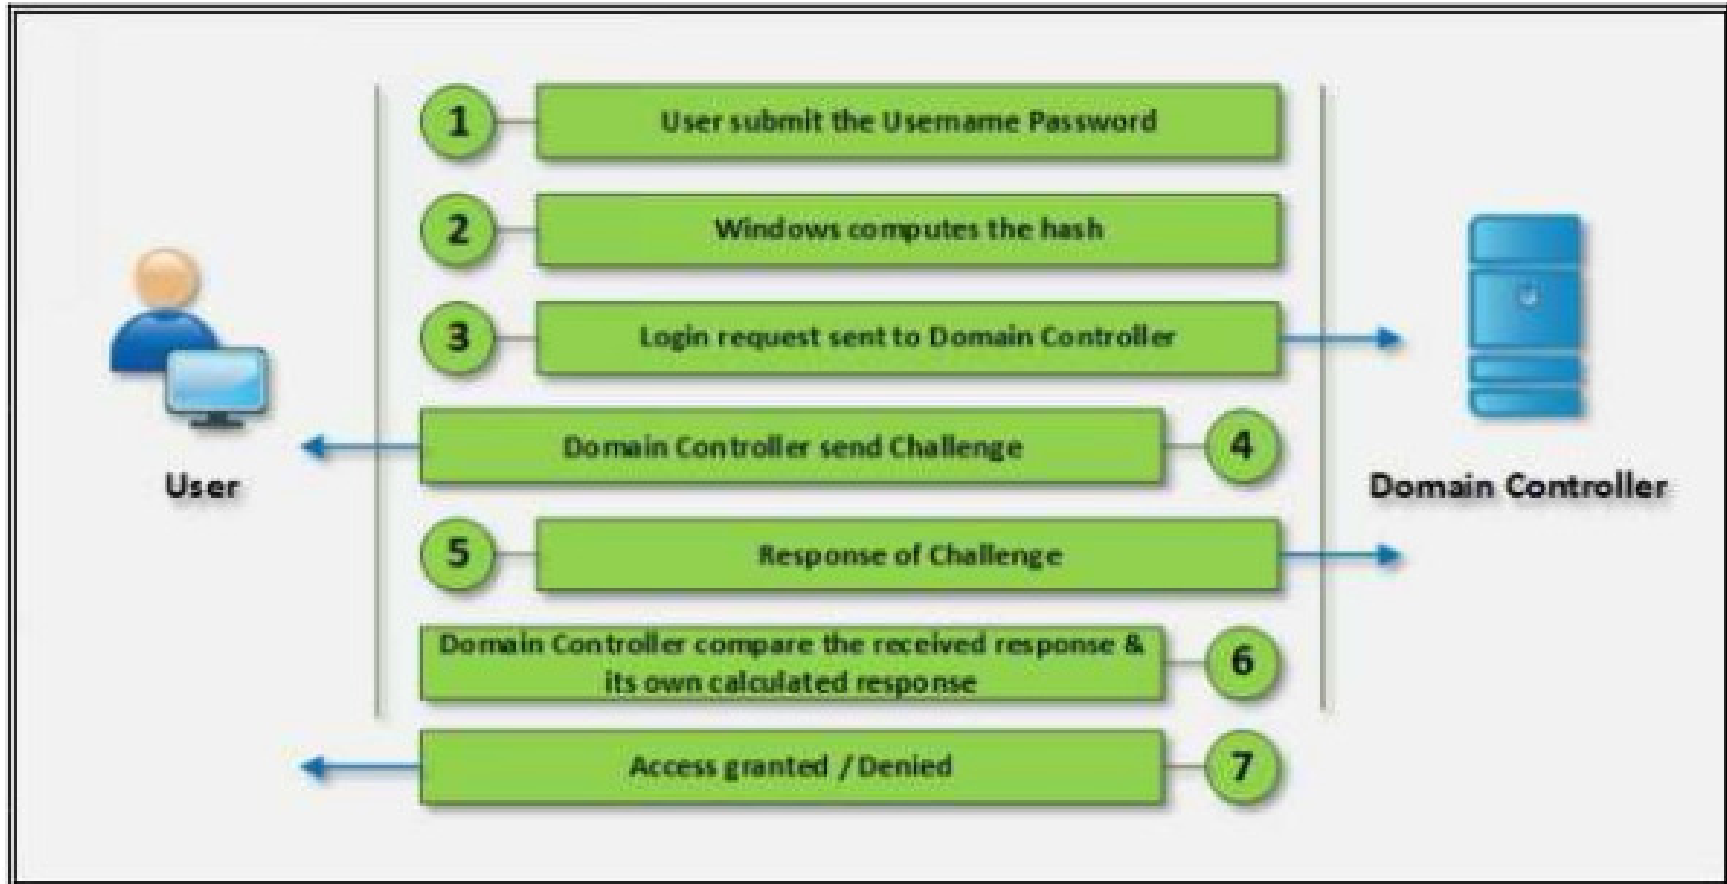 1 User submit the Username Password
2 Windows computes the hash
3 Login request sent to Domain Controller
Domain Controller send Challenge 4
User
Domain Controller
5 Response of Challenge
Domain Controller compare the received response &
its own calculated response 6
Access granted / Denied 7